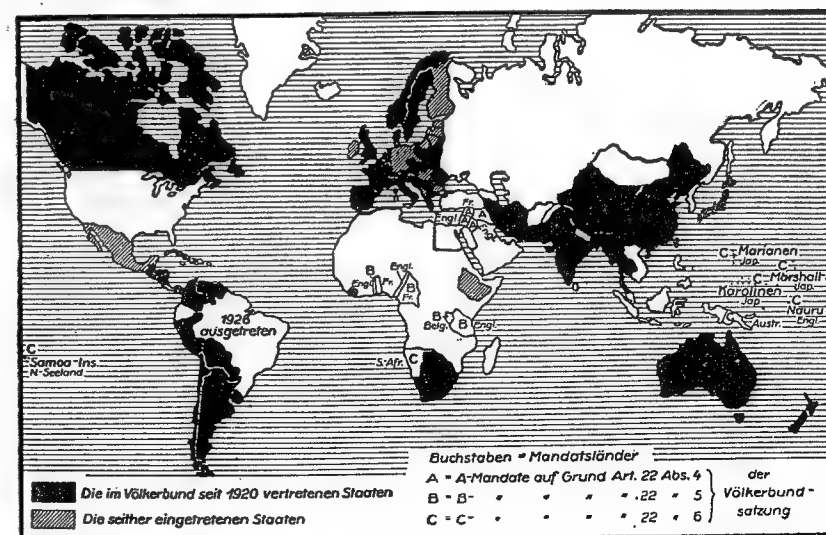 Fr.
A
Engl.
A
A
Engl.
B
Engl.
Fr.
Engl.
B
Fr.
B
Belg.
B
Engl.
S.-Afr.
C
1926
ausgetreten
C
Samoa-Ins.
N-Seeland
C Marianen
Jap.
C
Marshall
Jap.
C
Karolinen
Jap.
C
Nauru
Engl.
C
Austr.
Buchstaben = Mandatsländer
A = A-Mandate auf Grund Art. 22 Abs. 4
B = B- " " " 22 " 5
C = C- " " " 22 " 6
der
Völkerbund-
satzung
Die im Völkerbund seit 1920 vertretenen Staaten
Die seither eingetretenen Staaten